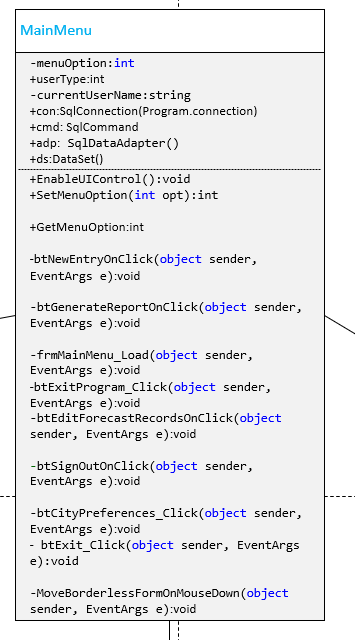 MainMenu
-menuOption:int
+userType:int
-currentUserName:string
+con:SqlConnection(Program.connection)
+cmd: SqlCommand
+adp: SqlDataAdapter()
+ds:DataSet()
+EnableUIControl():void
+SetMenuOption(int opt):int
+GetMenuOption:int
-btNewEntryOnClick(object sender,
EventArgs e):void
-btGenerateReportOnClick(object sender,
EventArgs e):void
-frmMainMenu_Load(object sender,
EventArgs e):void
-btExitProgram_Click(object sender,
EventArgs e):void
-btEditForecastRecordsOnClick(object
sender, EventArgs e):void
-btSignOutOnClick(object sender,
EventArgs e):void
-btCityPreferences_Click(object sender,
EventArgs e):void
- btExit_Click(object sender, EventArgs
e):void
-MoveBorderlessFormOnMouseDown(object
sender, EventArgs e):void